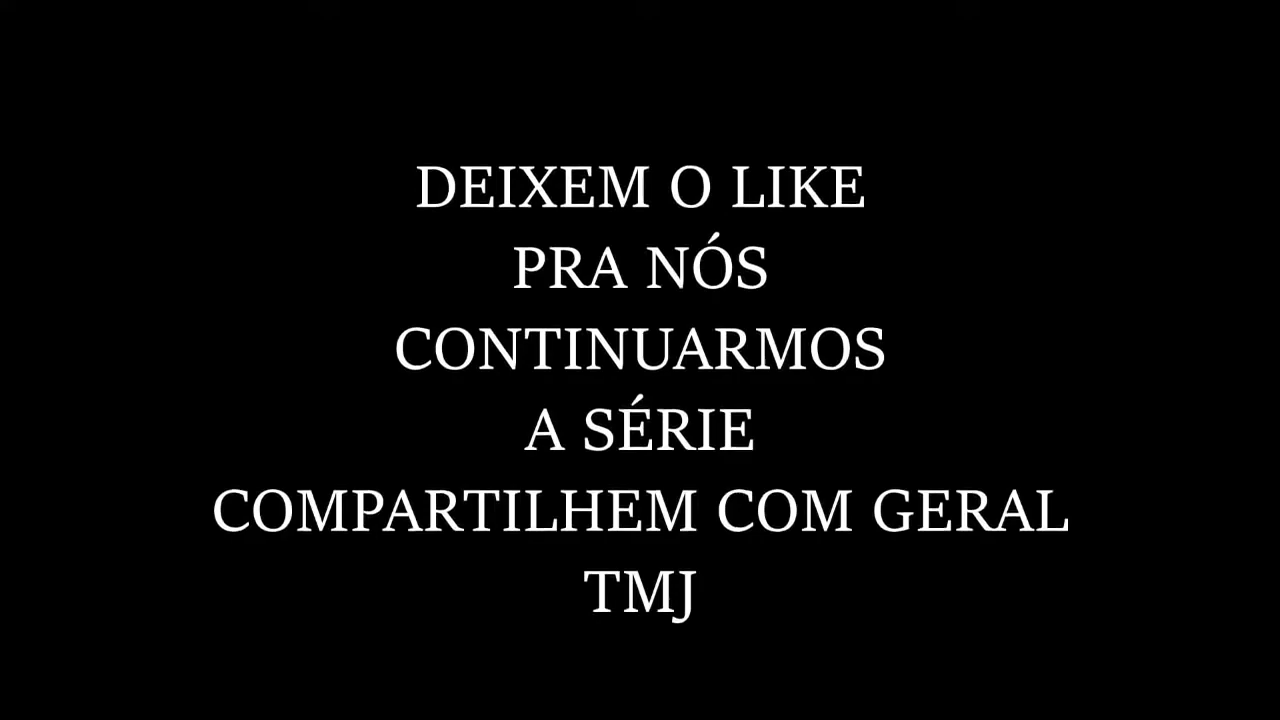 DEIXEM O LIKE
PRA NÓS
CONTINUARMOS
A SÉRIE
COMPARTILHEM COM GERAL
TMJ